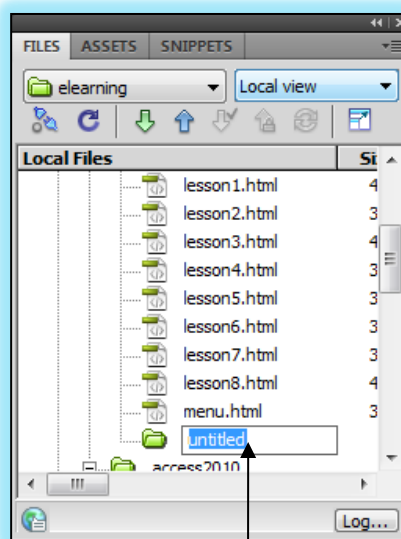 FILES ASSETS SNIPPETS
elearning Local view
Local Files Si
lesson1.html 4
lesson2.html 3
lesson3.html 4
lesson4.html 3
lesson5.html 3
lesson6.html 3
lesson7.html 3
lesson8.html 4
menu.html 3
untitled
access2010
Log...